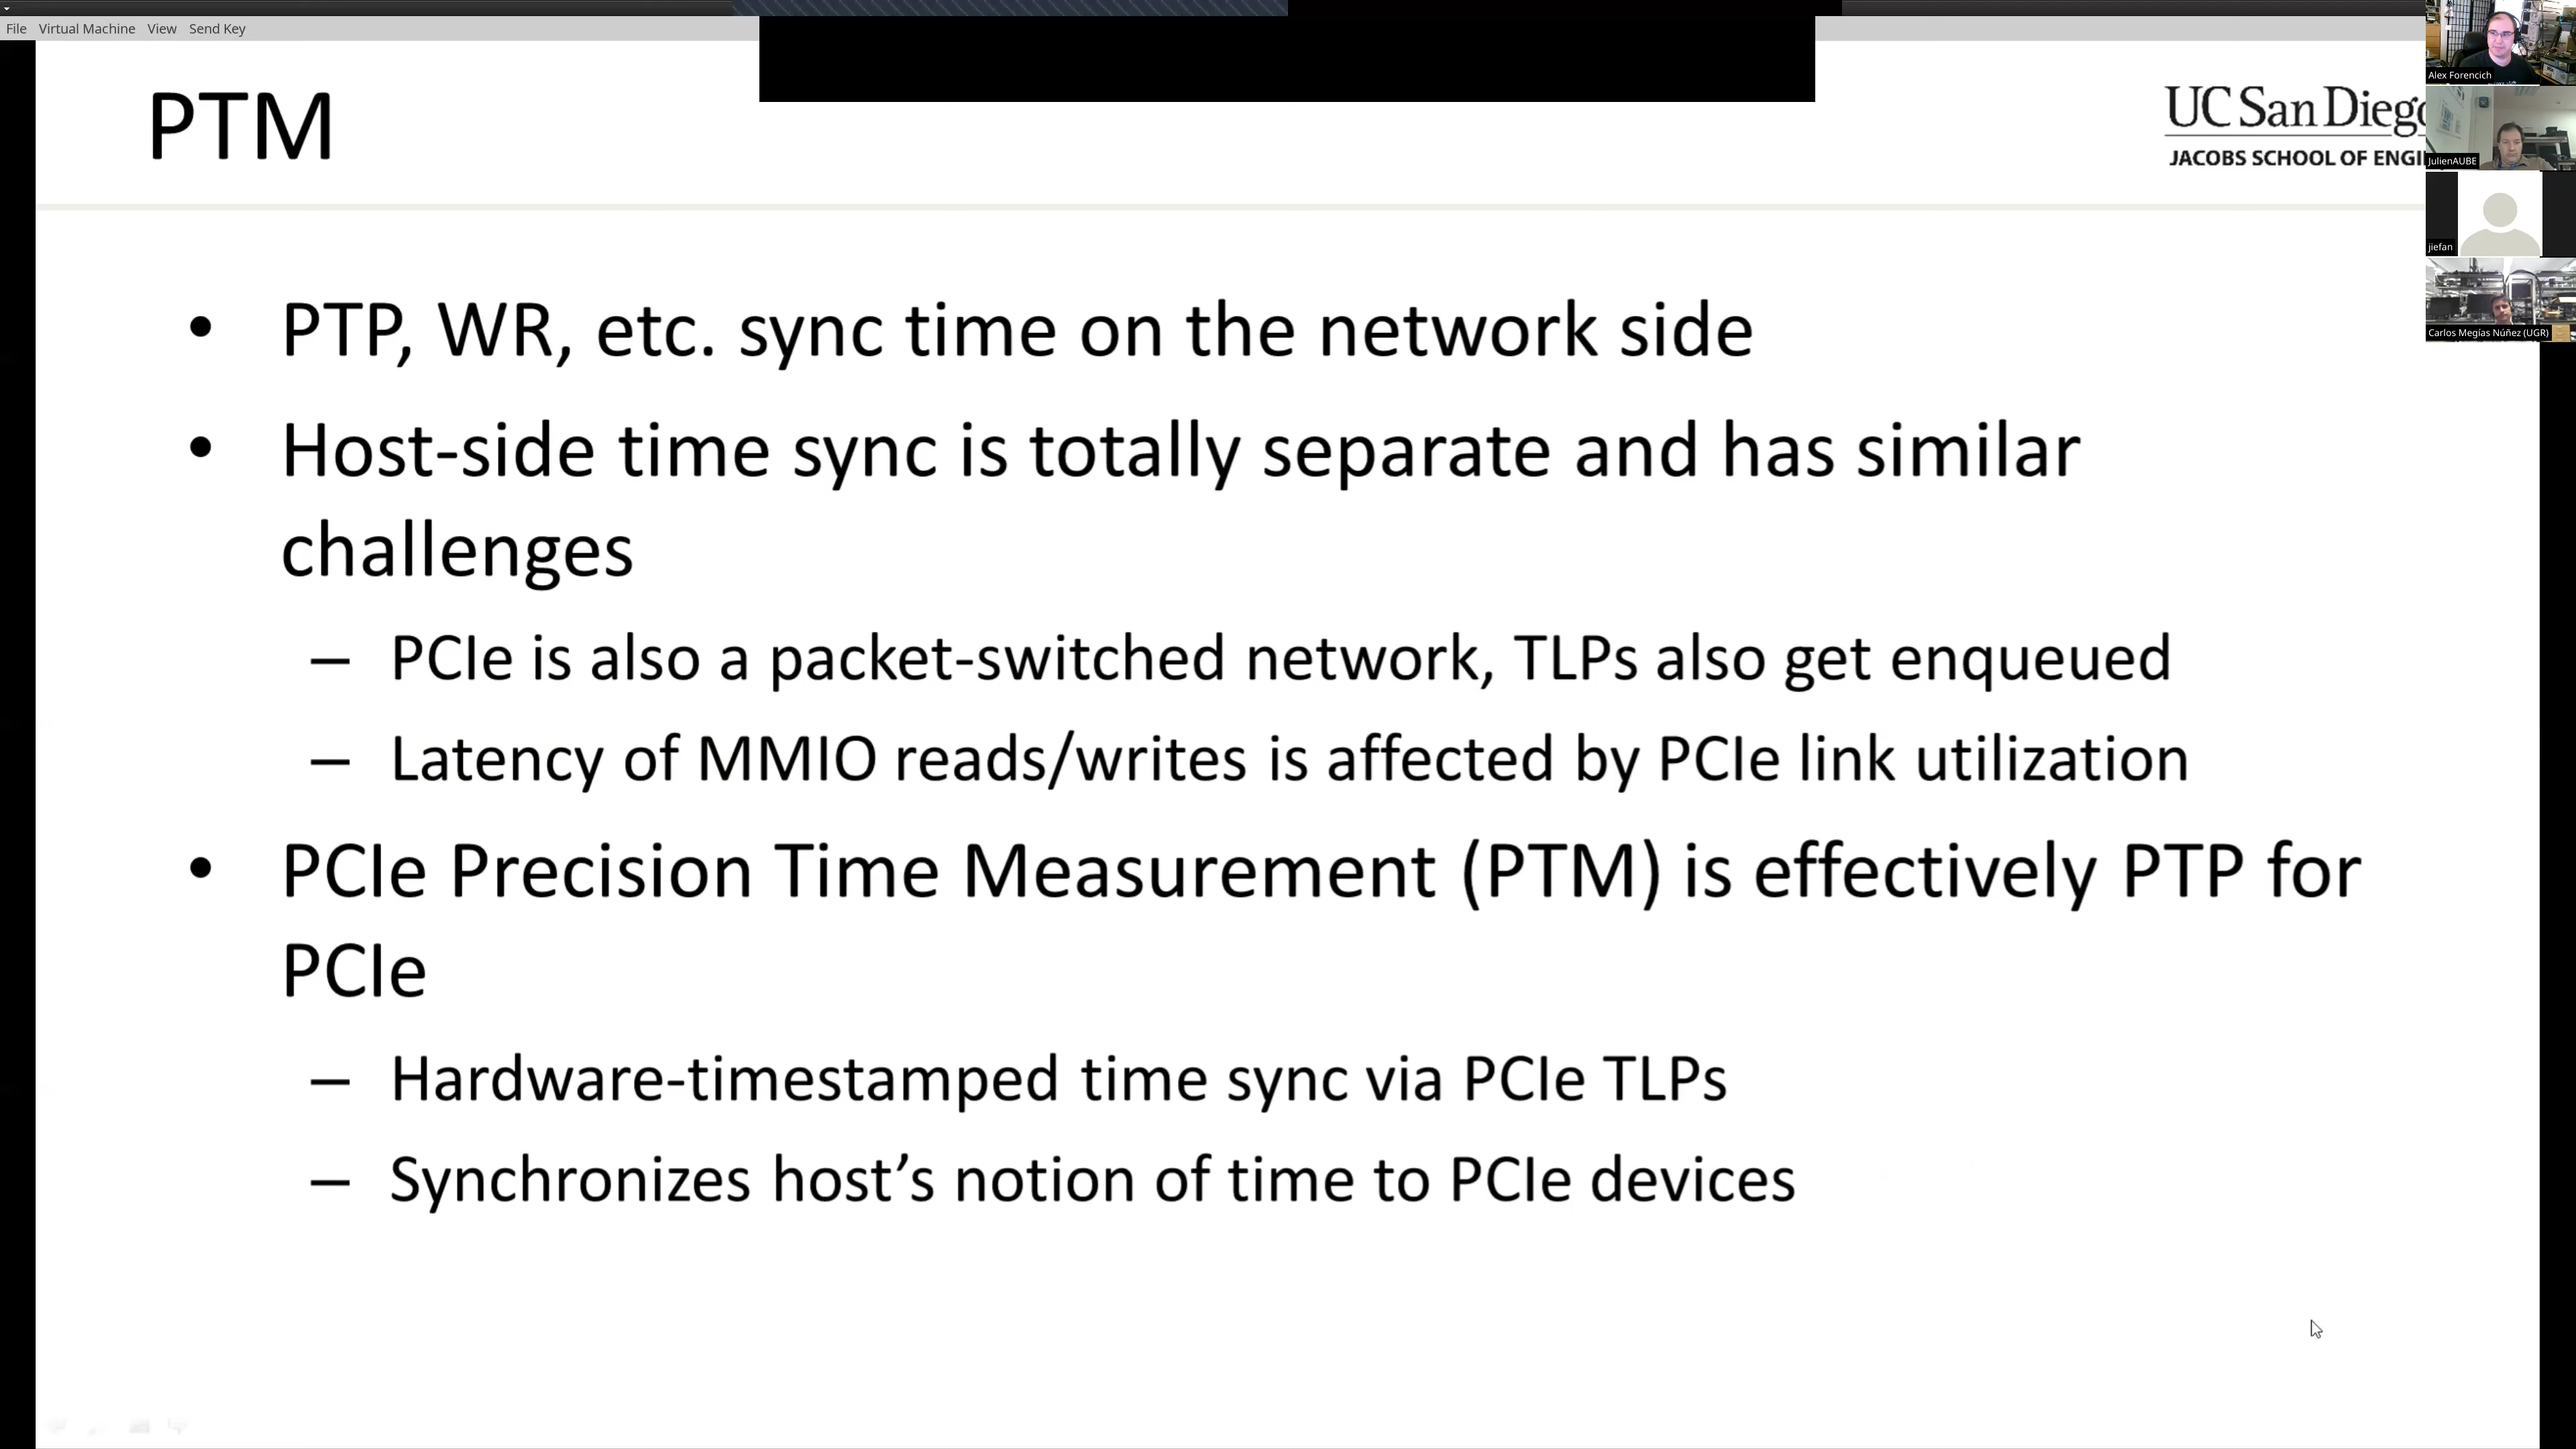 File Virtual Machine View Send Key
PTM
UC San Diego
JACOBS SCHOOL OF ENGI
Alex Forencich
JulienAUBE
jiefan
Carlos Megías Núñez (UGR)
• PTP, WR, etc. sync time on the network side
• Host-side time sync is totally separate and has similar
challenges
– PCIe is also a packet-switched network, TLPs also get enqueued
– Latency of MMIO reads/writes is affected by PCIe link utilization
• PCIe Precision Time Measurement (PTM) is effectively PTP for
PCIe
– Hardware-timestamped time sync via PCIe TLPs
– Synchronizes host’s notion of time to PCIe devices